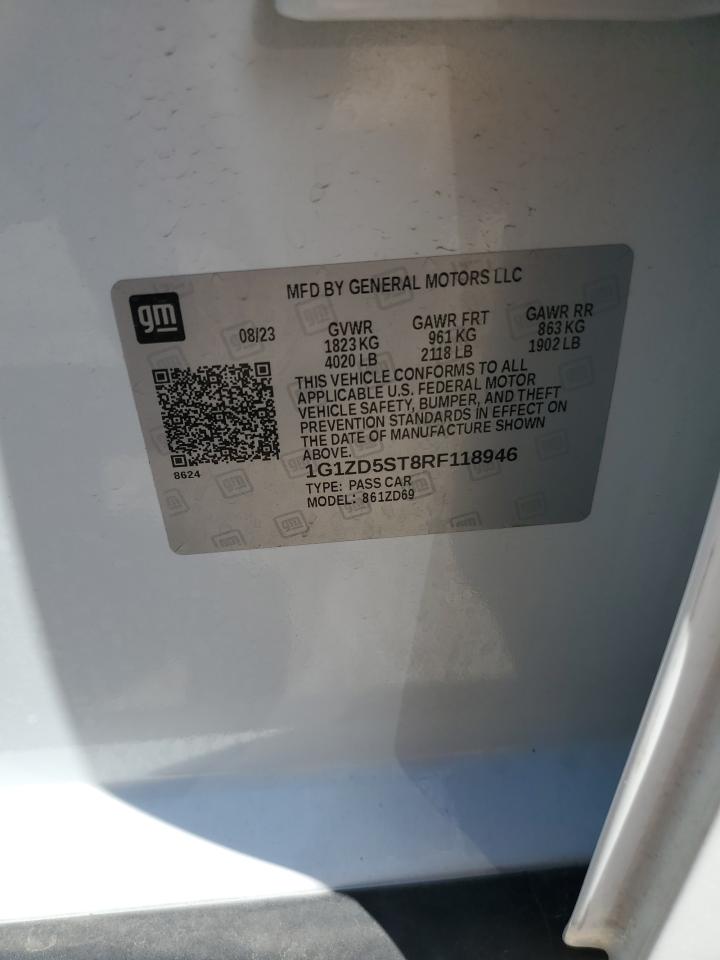 gm
MFD BY GENERAL MOTORS LLC
08/23
GVWR
1823 KG
4020 LB
GAWR FRT
961 KG
2118 LB
GAWR RR
863 KG
1902 LB
THIS VEHICLE CONFORMS TO ALL
APPLICABLE U.S. FEDERAL MOTOR
VEHICLE SAFETY, BUMPER, AND THEFT
PREVENTION STANDARDS IN EFFECT ON
THE DATE OF MANUFACTURE SHOWN
ABOVE.
8624
1G1ZD5ST8RF118946
TYPE: PASS CAR
MODEL: 861ZD69